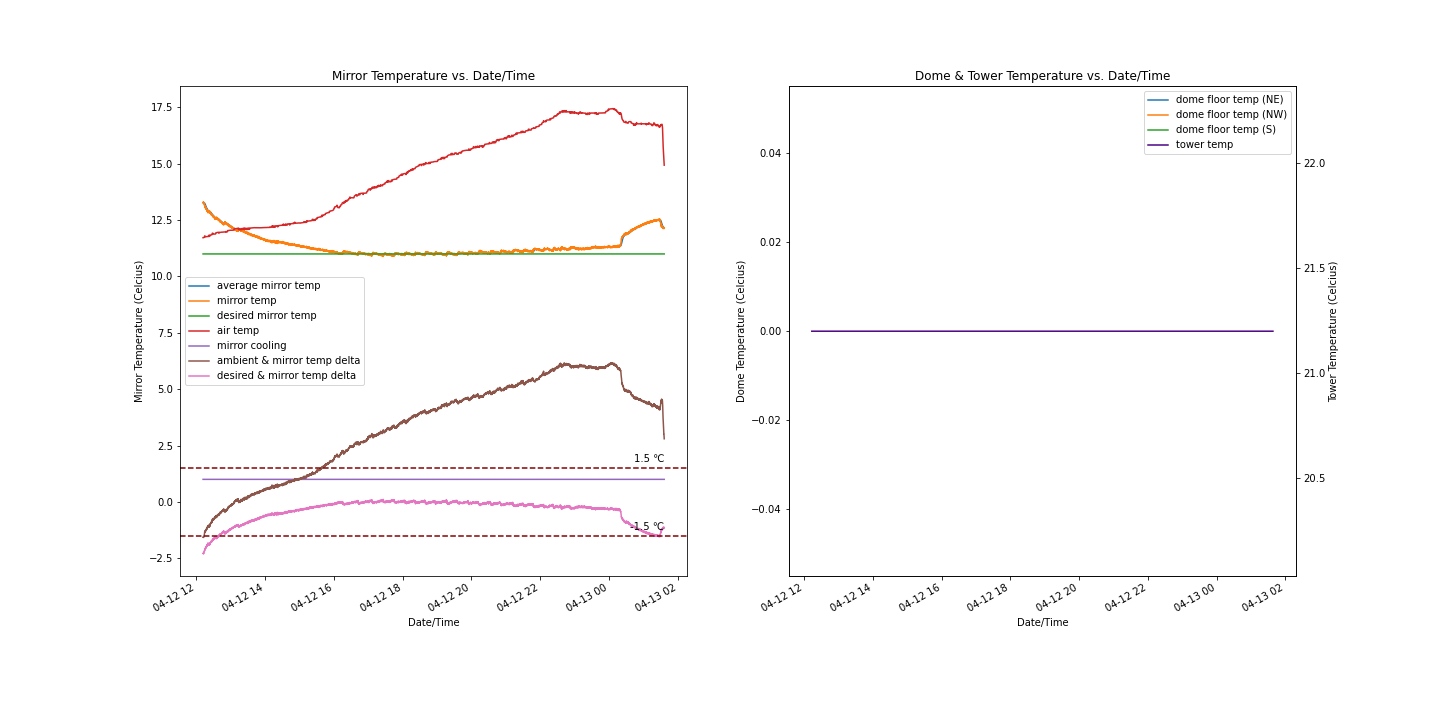 Mirror Temperature vs. Date/Time
Mirror Temperature (Celcius)
17.5
15.0
12.5
10.0
7.5
5.0
2.5
0.0
−2.5
average mirror temp
mirror temp
desired mirror temp
air temp
mirror cooling
ambient & mirror temp delta
desired & mirror temp delta
1.5 °C
-1.5 °C
04-12 12
04-12 14
04-12 16
04-12 18
04-12 20
04-12 22
04-13 00
04-13 02
Date/Time
Dome & Tower Temperature vs. Date/Time
Dome Temperature (Celcius)
0.04
0.02
0.00
−0.02
−0.04
dome floor temp (NE)
dome floor temp (NW)
dome floor temp (S)
tower temp
22.0
21.5
21.0
20.5
Tower Temperature (Celcius)
04-12 12
04-12 14
04-12 16
04-12 18
04-12 20
04-12 22
04-13 00
04-13 02
Date/Time